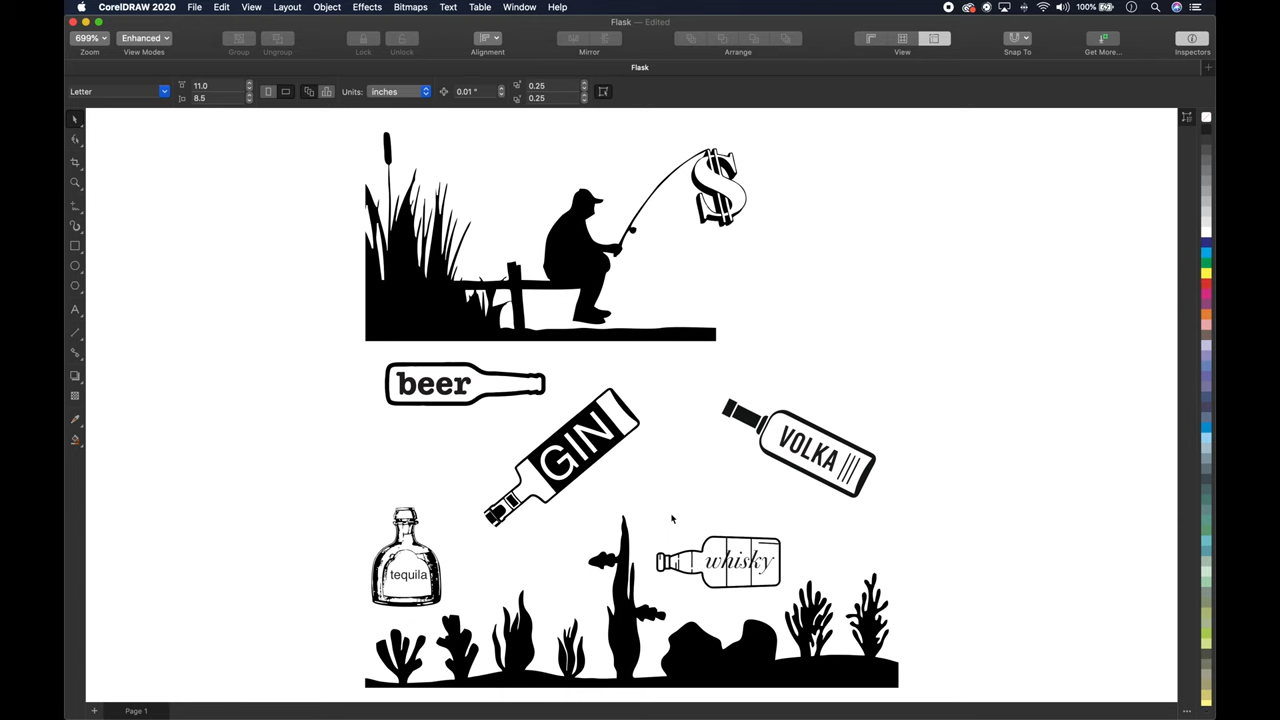 CorelDRAW 2020 File Edit View Layout Object Effects Bitmaps Text Table Window Help 100%
Flask — Edited
699% Enhanced
Zoom View Modes Group Ungroup Lock Unlock Alignment Mirror Arrange View Snap To Get More... Inspectors
Flask
Letter 11.0 8.5 Units: inches 0.01 " 0.25 0.25
$
beer
GIN
VOLKA
tequila
whisky
Page 1